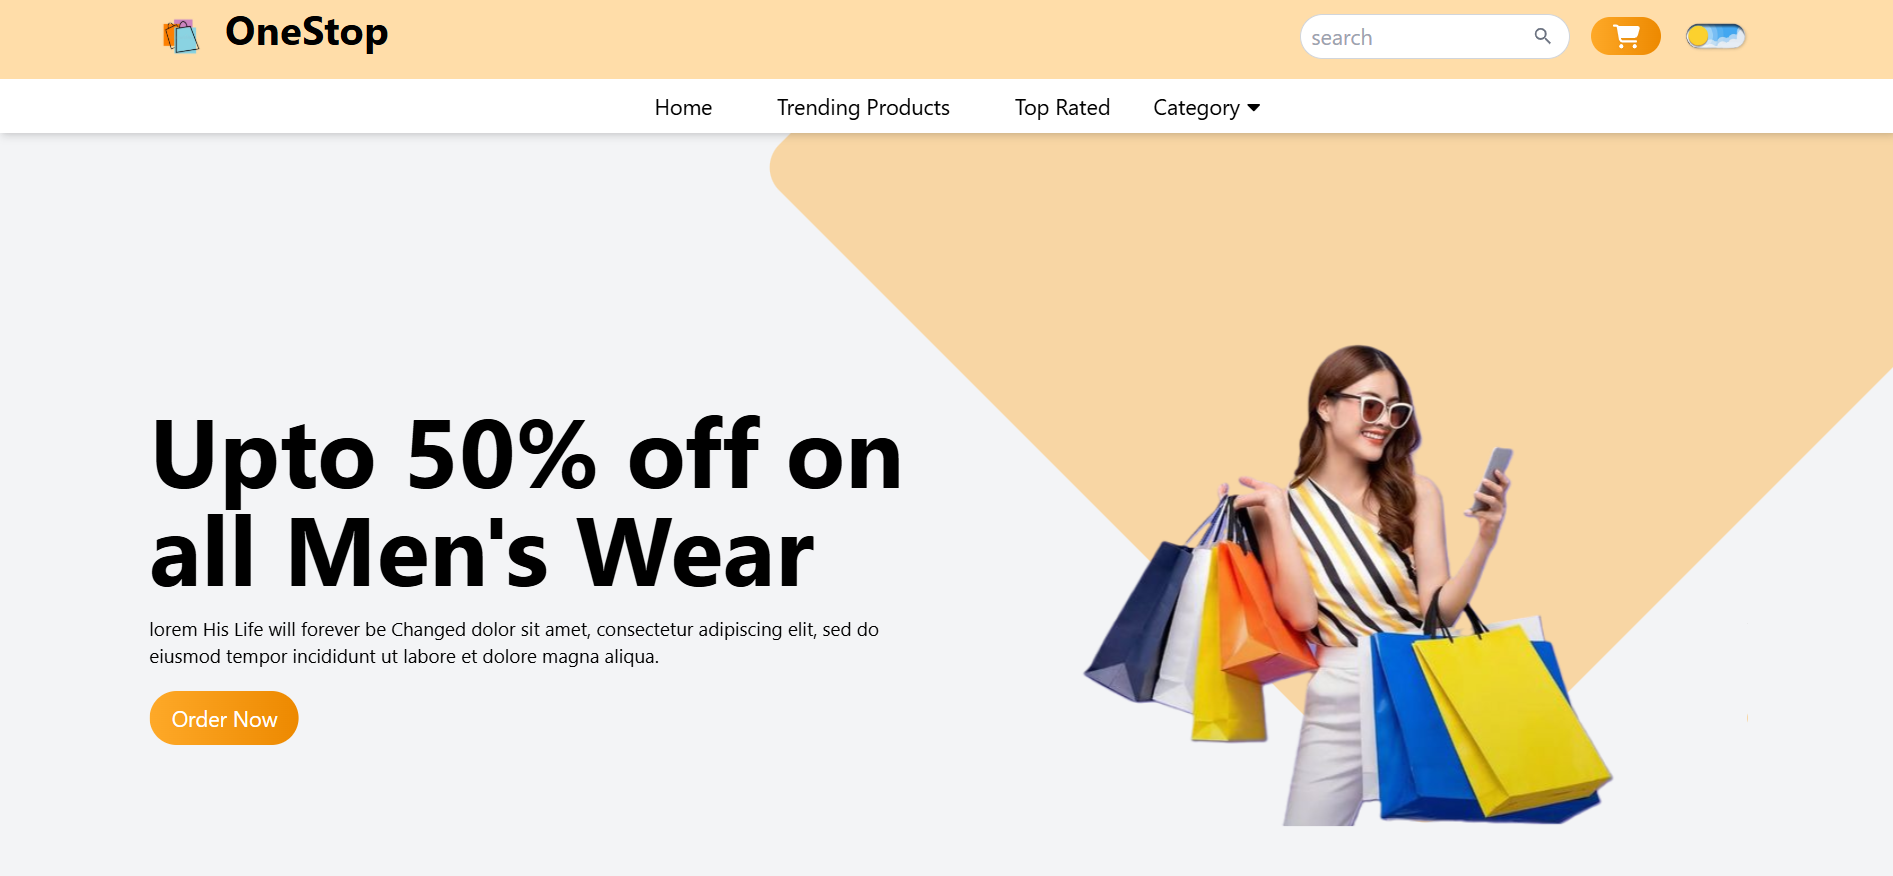 OneStop
search
Home Trending Products Top Rated Category
Upto 50% off on
all Men's Wear
lorem His Life will forever be Changed dolor sit amet, consectetur adipiscing elit, sed do
eiusmod tempor incididunt ut labore et dolore magna aliqua.
Order Now